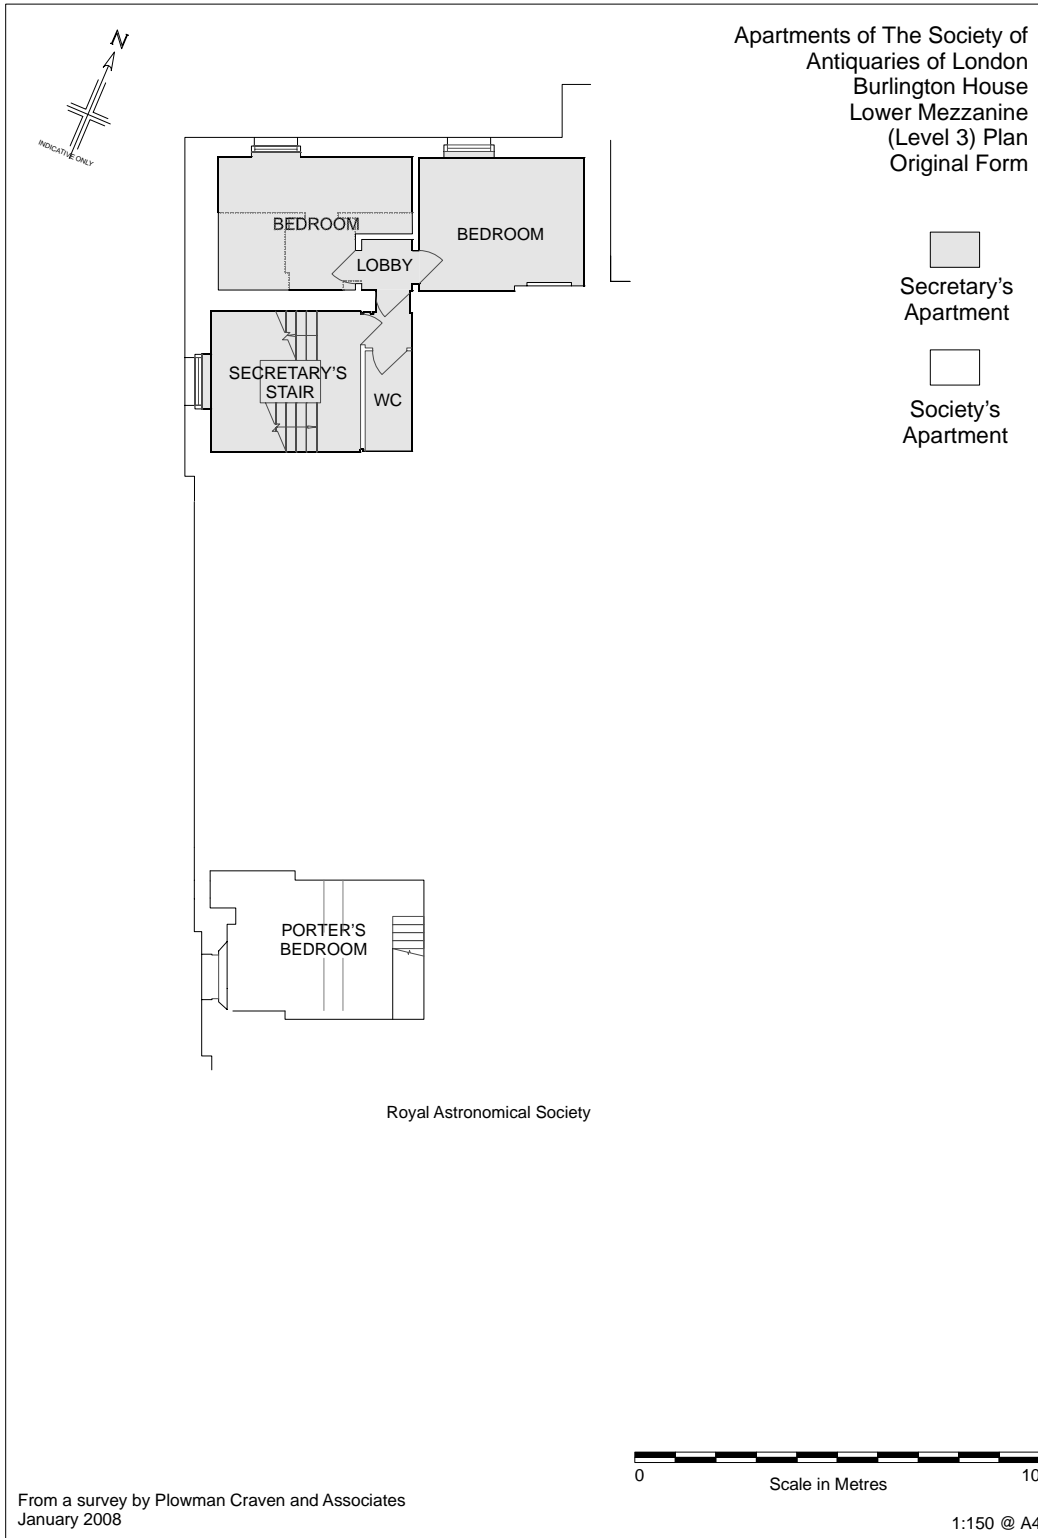 N
INDICATIVE ONLY
Apartments of The Society of
Antiquaries of London
Burlington House
Lower Mezzanine
(Level 3) Plan
Original Form
BEDROOM
BEDROOM
LOBBY
Secretary's
Apartment
SECRETARY'S
STAIR
WC
Society's
Apartment
PORTER'S
BEDROOM
Royal Astronomical Society
0
10
Scale in Metres
From a survey by Plowman Craven and Associates
January 2008
1:150 @ A4